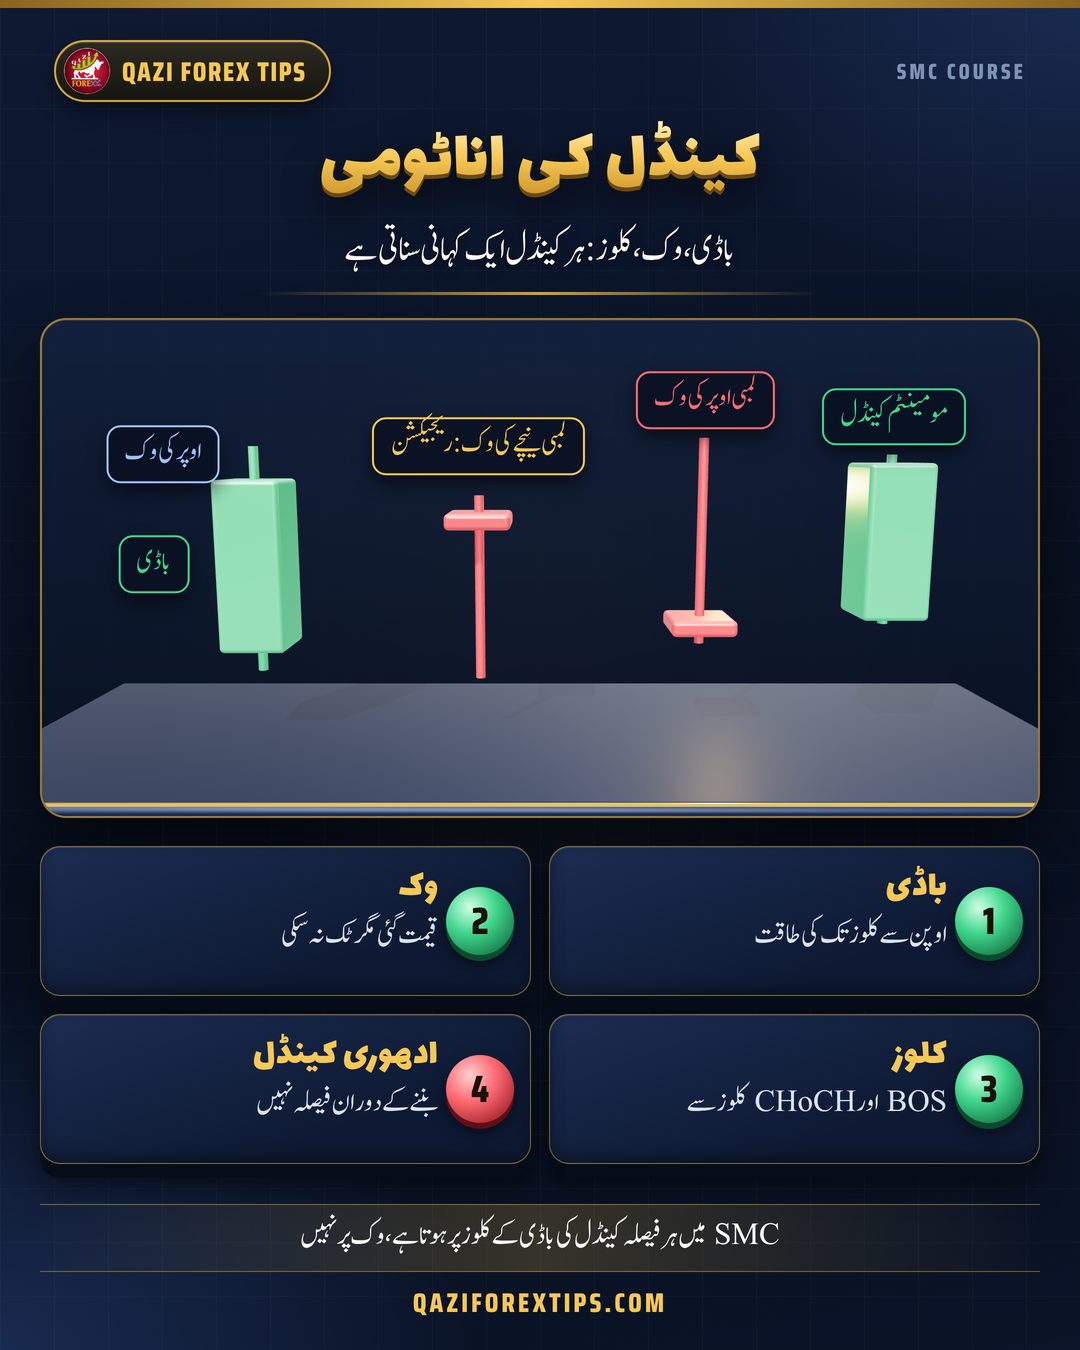 QAZI FOREX TIPS
SMC COURSE
کینڈل کی اناٹومی
باڈی، وک، کلوز: ہر کینڈل ایک کہانی سناتی ہے
مومینٹم کینڈل
لمبی اوپر کی وک
لمبی نیچے کی وک: ریجیکشن
اوپر کی وک
باڈی
1
باڈی
اوپن سے کلوز تک کی طاقت
2
وک
قیمت گئی مگر ٹک نہ سکی
3
کلوز
BOS اور CHoCH کلوز سے
4
ادھوری کینڈل
بننے کے دوران فیصلہ نہیں
SMC میں ہر فیصلہ کینڈل کی باڈی کے کلوز پر ہوتا ہے، وک پر نہیں
QAZIFOREXTIPS.COM